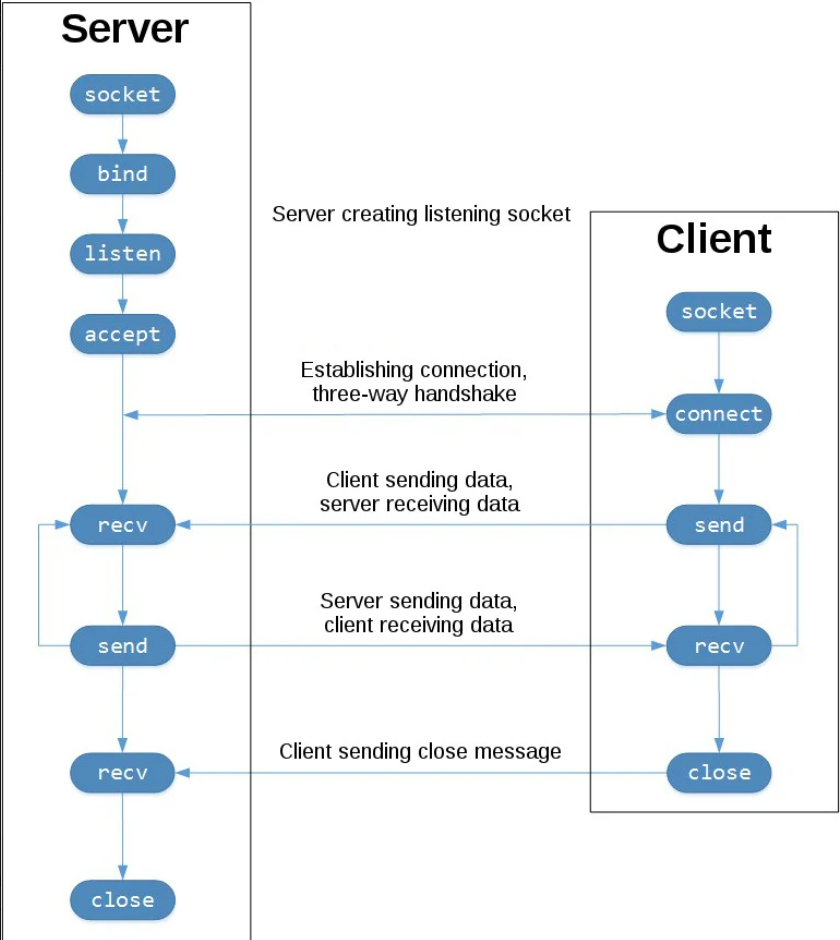 Server
socket
bind
Server creating listening socket
listen
Client
socket
accept
Establishing connection,
three-way handshake
connect
Client sending data,
server receiving data
recv
send
Server sending data,
client receiving data
send
recv
Client sending close message
recv
close
close